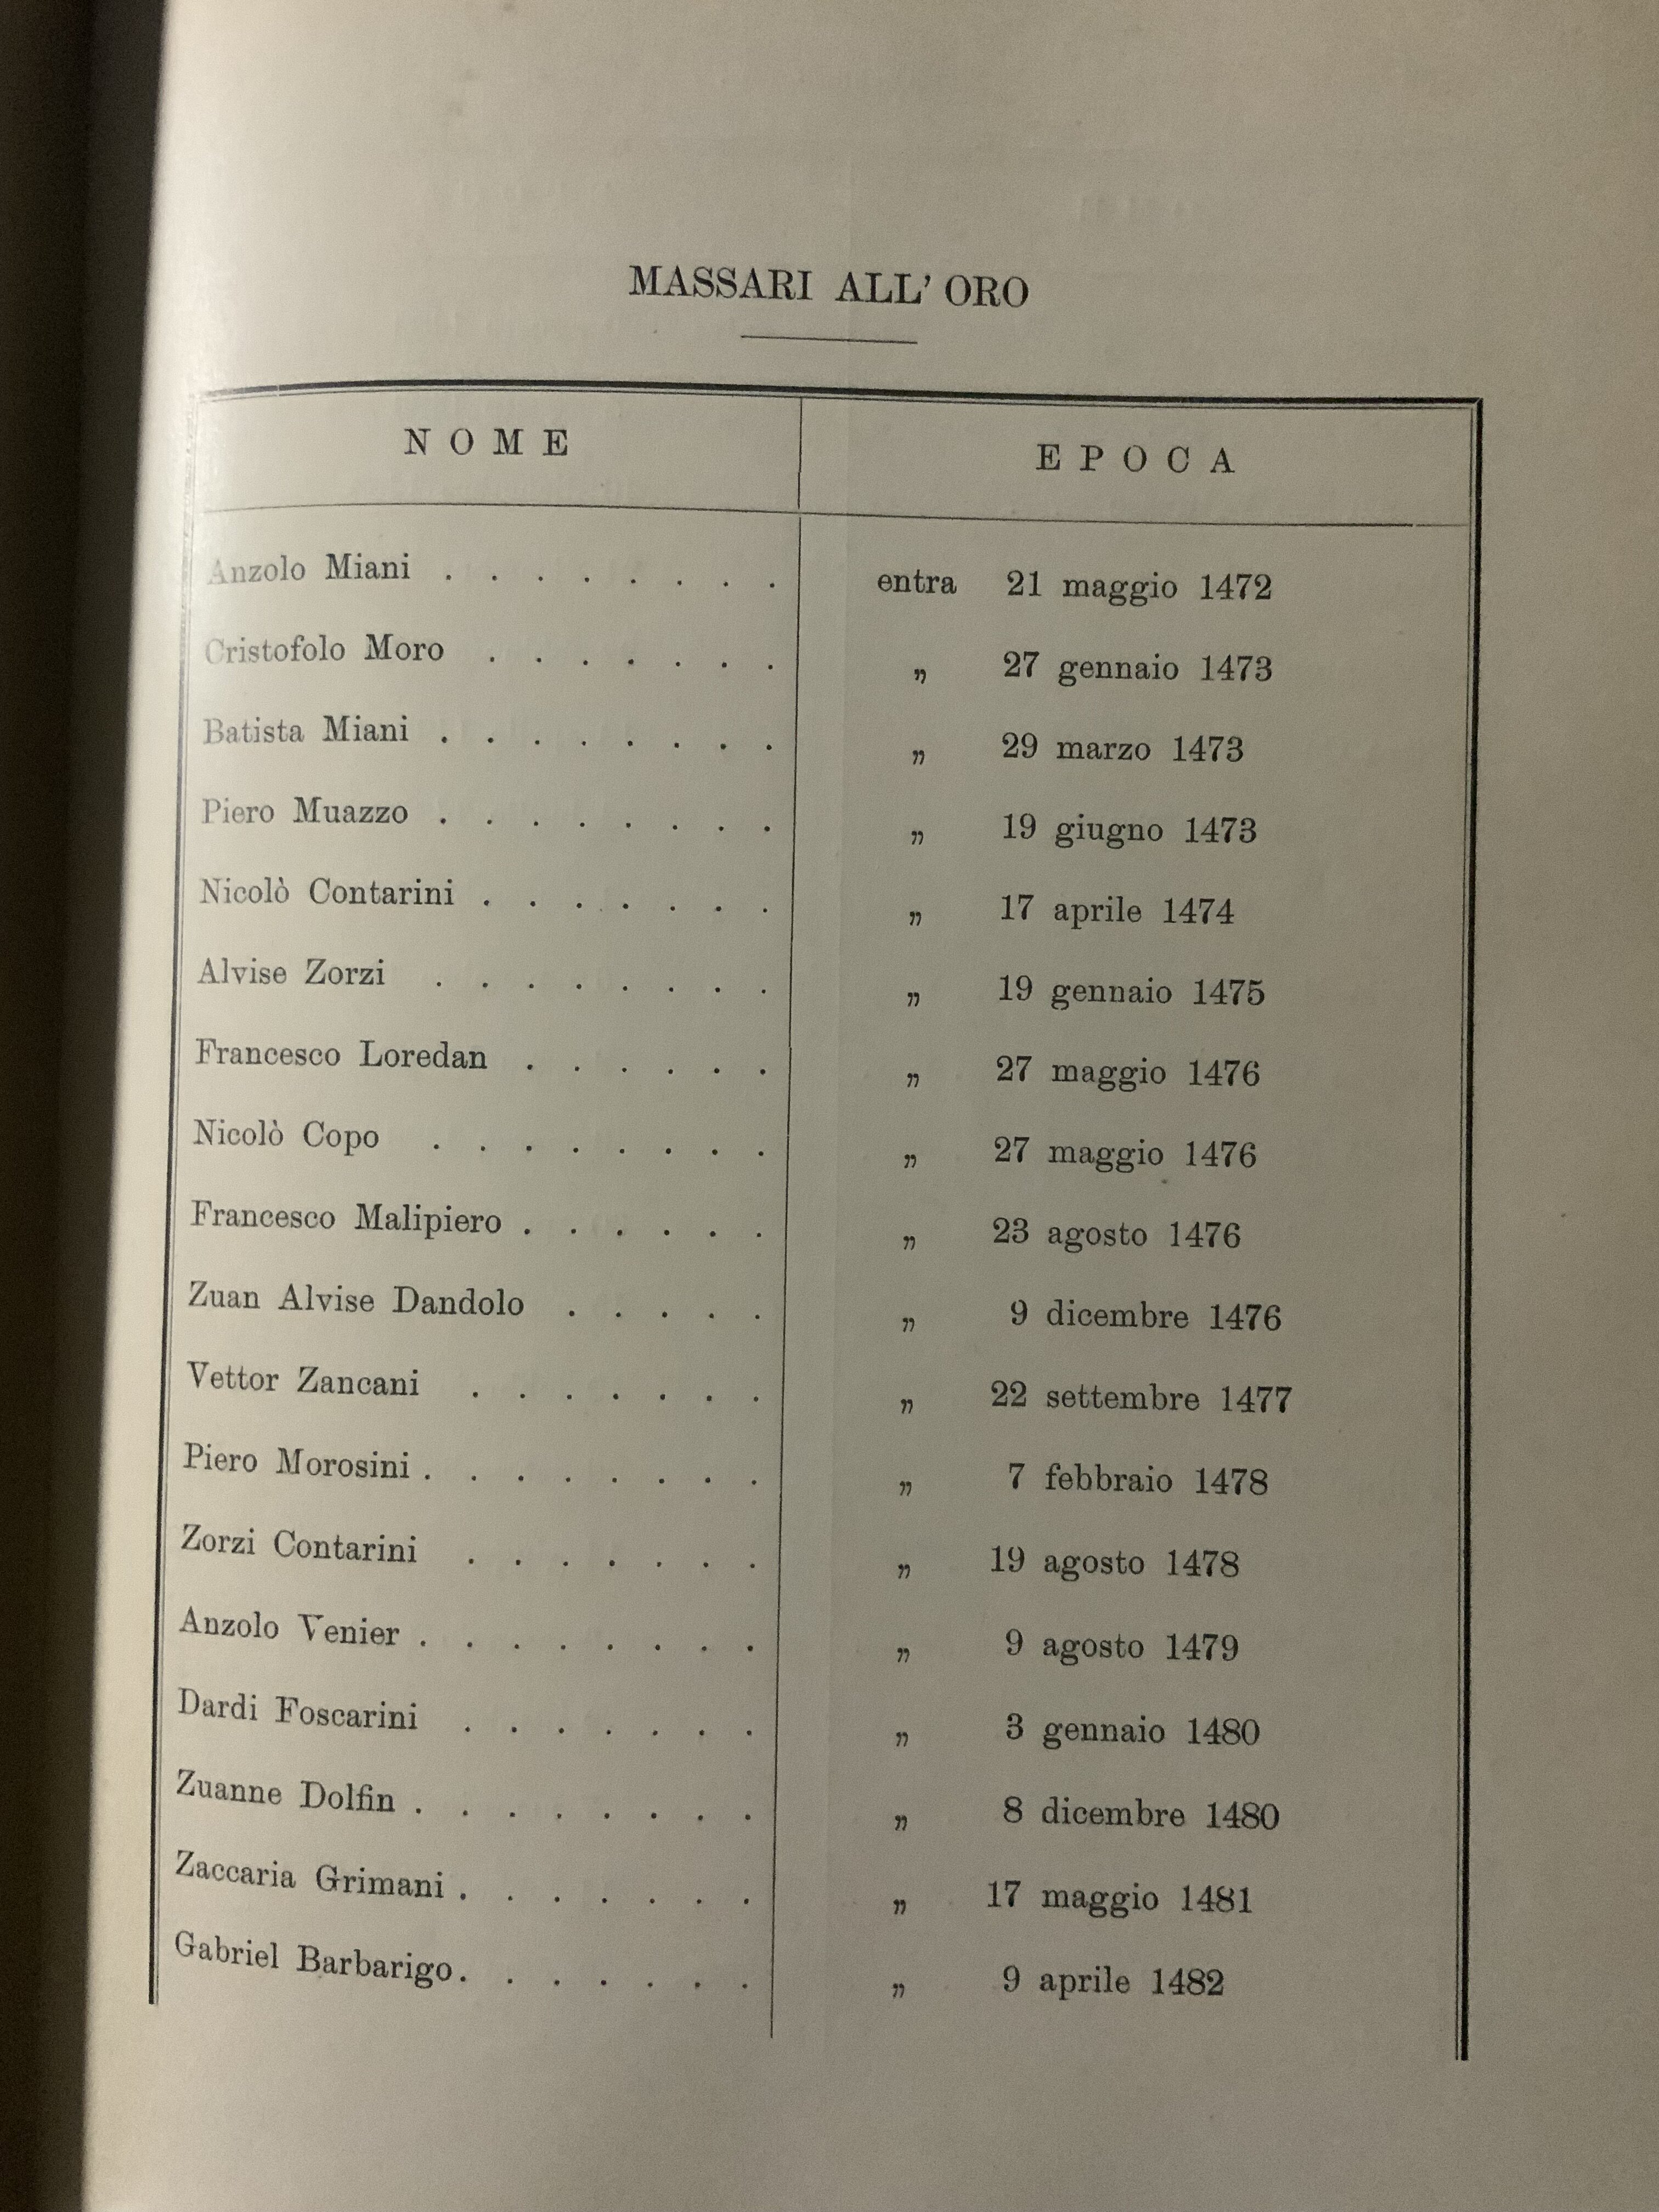 MASSARI ALL' ORO
NOME EPOCA
Anzolo Miani . . . . . . . . entra 21 maggio 1472
Cristofolo Moro . . . . . . . „ 27 gennaio 1473
Batista Miani . . . . . . . . „ 29 marzo 1473
Piero Muazzo . . . . . . . . „ 19 giugno 1473
Nicolò Contarini . . . . . . . „ 17 aprile 1474
Alvise Zorzi . . . . . . . . „ 19 gennaio 1475
Francesco Loredan . . . . . . „ 27 maggio 1476
Nicolò Copo . . . . . . . . „ 27 maggio 1476
Francesco Malipiero . . . . . . „ 23 agosto 1476
Zuan Alvise Dandolo . . . . . „ 9 dicembre 1476
Vettor Zancani . . . . . . . „ 22 settembre 1477
Piero Morosini . . . . . . . . „ 7 febbraio 1478
Zorzi Contarini . . . . . . . „ 19 agosto 1478
Anzolo Venier . . . . . . . . „ 9 agosto 1479
Dardi Foscarini . . . . . . . „ 3 gennaio 1480
Zuanne Dolfin . . . . . . . . „ 8 dicembre 1480
Zaccaria Grimani . . . . . . . „ 17 maggio 1481
Gabriel Barbarigo . . . . . . . „ 9 aprile 1482